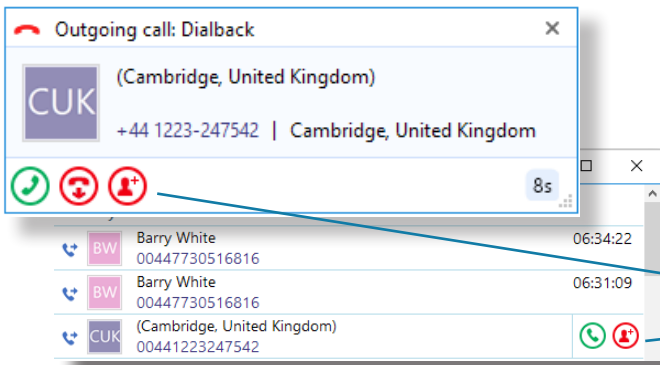 Outgoing call: Dialback
CUK
(Cambridge, United Kingdom)
+44 1223-247542 | Cambridge, United Kingdom
8s
BW
Barry White
06:34:22
00447730516816
BW
Barry White
06:31:09
00447730516816
CUK
(Cambridge, United Kingdom)
00441223247542